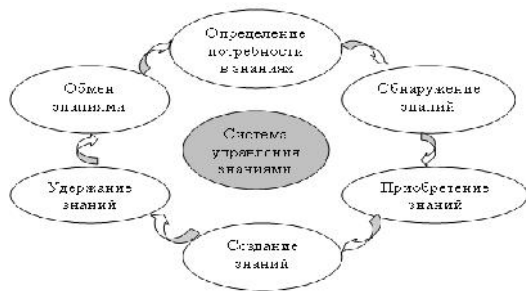 Определение
потребности
в знаниях
Обнаружение
знаний
Приобретение
знаний
Создание
знаний
Удержание
знаний
Обмен
знаниями
Система
управления
знаниями